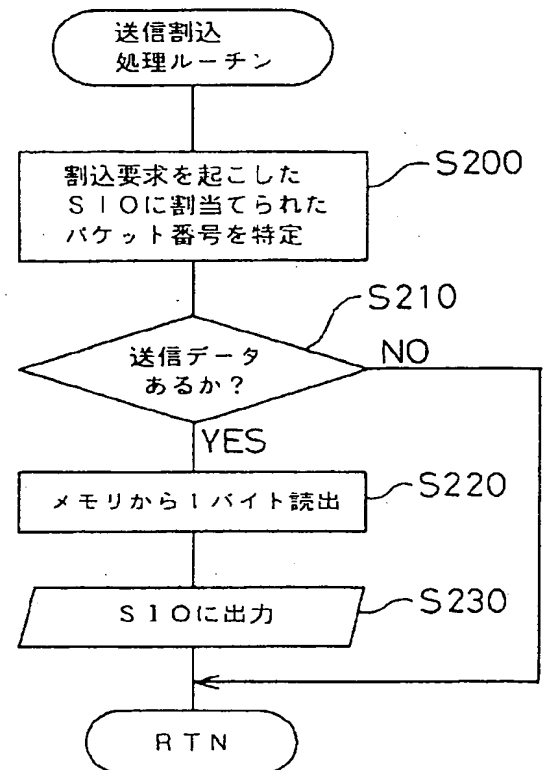 送信割込
処理ルーチン
割込要求を起こした
SIOに割当てられた
パケット番号を特定
S200
S210
送信データ
あるか?
NO
YES
メモリから1バイト読出
S220
SIOに出力
S230
RTN